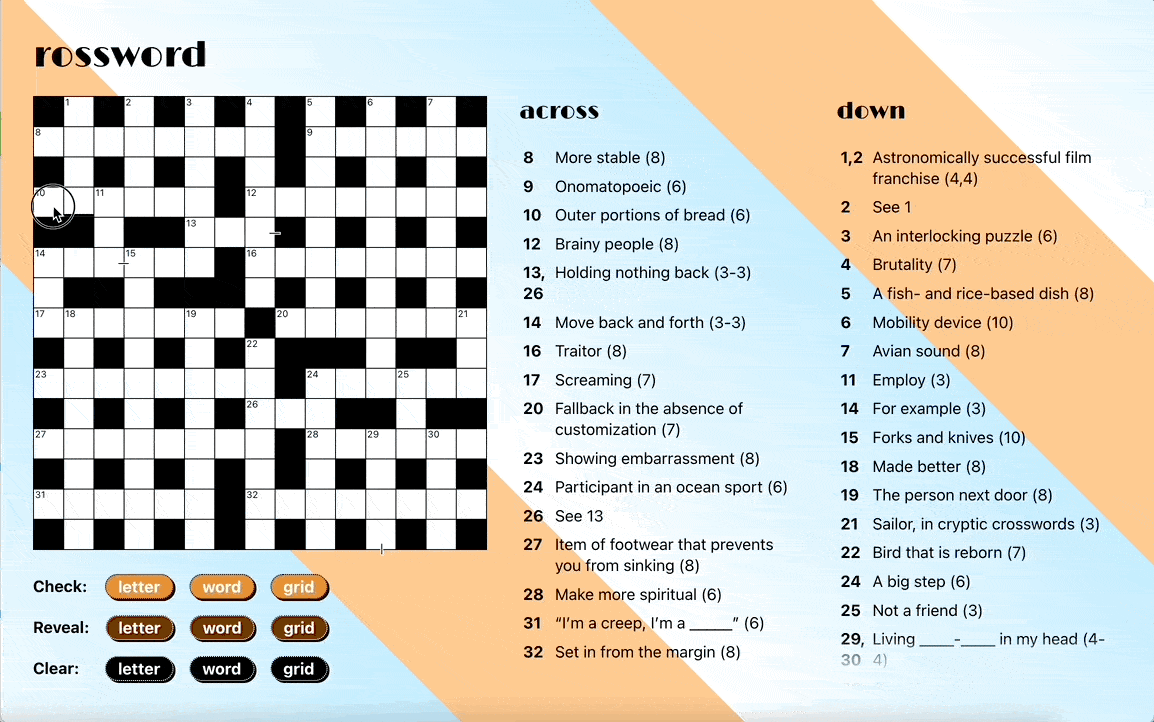 rossword
1 2 3 4 5 6 7
8 9
10 11 12
13
14 15 16
17 18 19 20 21
22
23 24 25
26
27 28 29 30
31 32
Check: letter word grid
Reveal: letter word grid
Clear: letter word grid
across
8 More stable (8)
9 Onomatopoeic (6)
10 Outer portions of bread (6)
12 Brainy people (8)
13, Holding nothing back (3-3)
26
14 Move back and forth (3-3)
16 Traitor (8)
17 Screaming (7)
20 Fallback in the absence of
customization (7)
23 Showing embarrassment (8)
24 Participant in an ocean sport (6)
26 See 13
27 Item of footwear that prevents
you from sinking (8)
28 Make more spiritual (6)
31 “I’m a creep, I’m a ______” (6)
32 Set in from the margin (8)
down
1,2 Astronomically successful film
franchise (4,4)
2 See 1
3 An interlocking puzzle (6)
4 Brutality (7)
5 A fish- and rice-based dish (8)
6 Mobility device (10)
7 Avian sound (8)
11 Employ (3)
14 For example (3)
15 Forks and knives (10)
18 Made better (8)
19 The person next door (8)
21 Sailor, in cryptic crosswords (3)
22 Bird that is reborn (7)
24 A big step (6)
25 Not a friend (3)
29, Living _____-_____ in my head (4-
30 4)